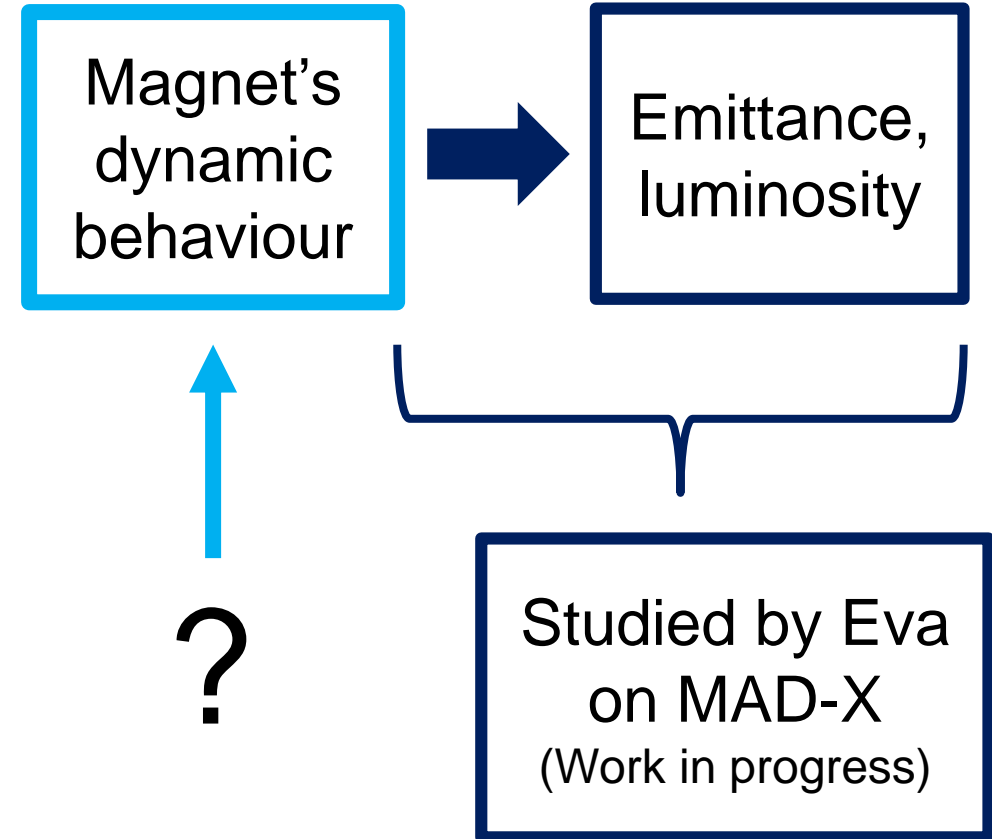 Magnet’s
dynamic
behaviour
Emittance,
luminosity
?
Studied by Eva
on MAD-X
(Work in progress)